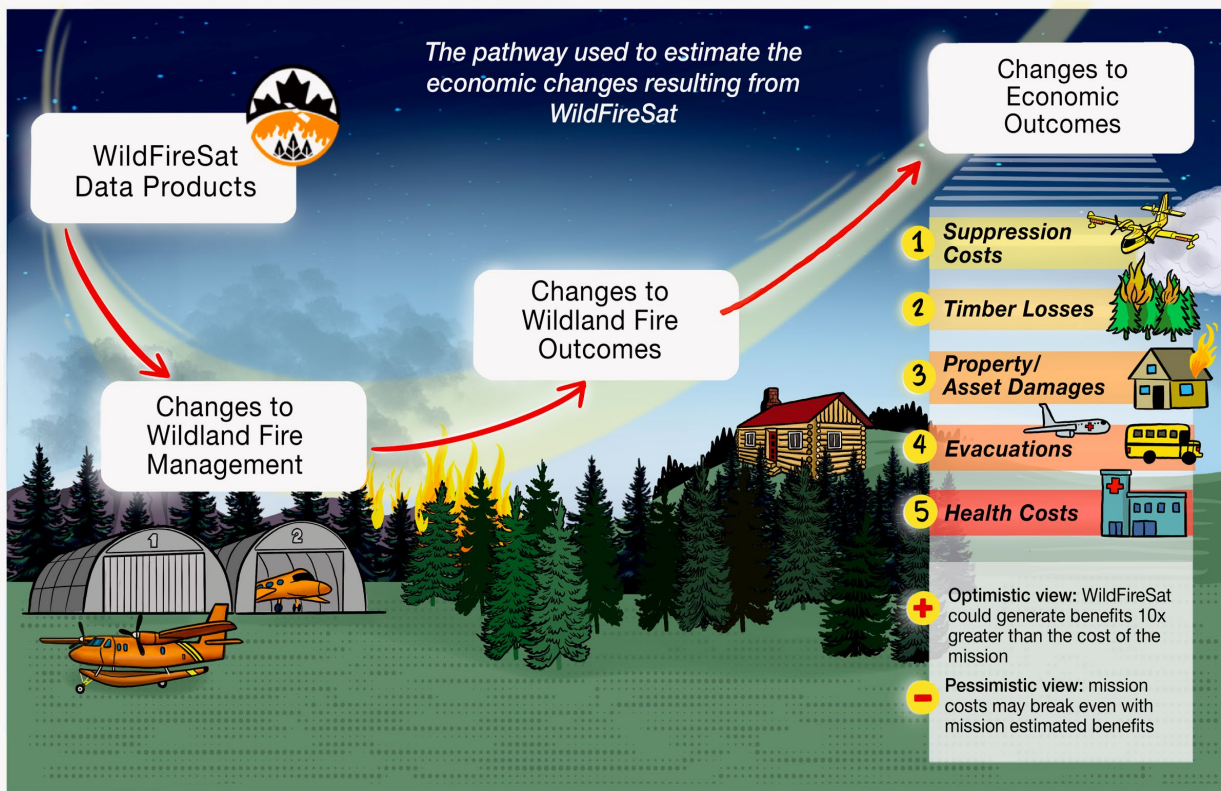 The pathway used to estimate the
economic changes resulting from
WildFireSat
WildFireSat
Data Products
Changes to
Wildland Fire
Management
Changes to
Wildland Fire
Outcomes
Changes to
Economic
Outcomes
1 Suppression
Costs
2 Timber Losses
3 Property/
Asset Damages
4 Evacuations
5 Health Costs
+ Optimistic view: WildFireSat
could generate benefits 10x
greater than the cost of the
mission
− Pessimistic view: mission
costs may break even with
mission estimated benefits
1
2